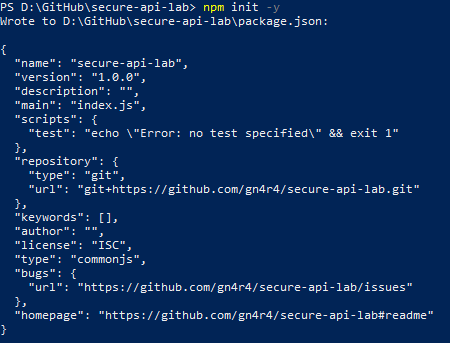 PS D:\GitHub\secure-api-lab> npm init -y
Wrote to D:\GitHub\secure-api-lab\package.json:

{
  "name": "secure-api-lab",
  "version": "1.0.0",
  "description": "",
  "main": "index.js",
  "scripts": {
    "test": "echo \"Error: no test specified\" && exit 1"
  },
  "repository": {
    "type": "git",
    "url": "git+https://github.com/gn4r4/secure-api-lab.git"
  },
  "keywords": [],
  "author": "",
  "license": "ISC",
  "type": "commonjs",
  "bugs": {
    "url": "https://github.com/gn4r4/secure-api-lab/issues"
  },
  "homepage": "https://github.com/gn4r4/secure-api-lab#readme"
}